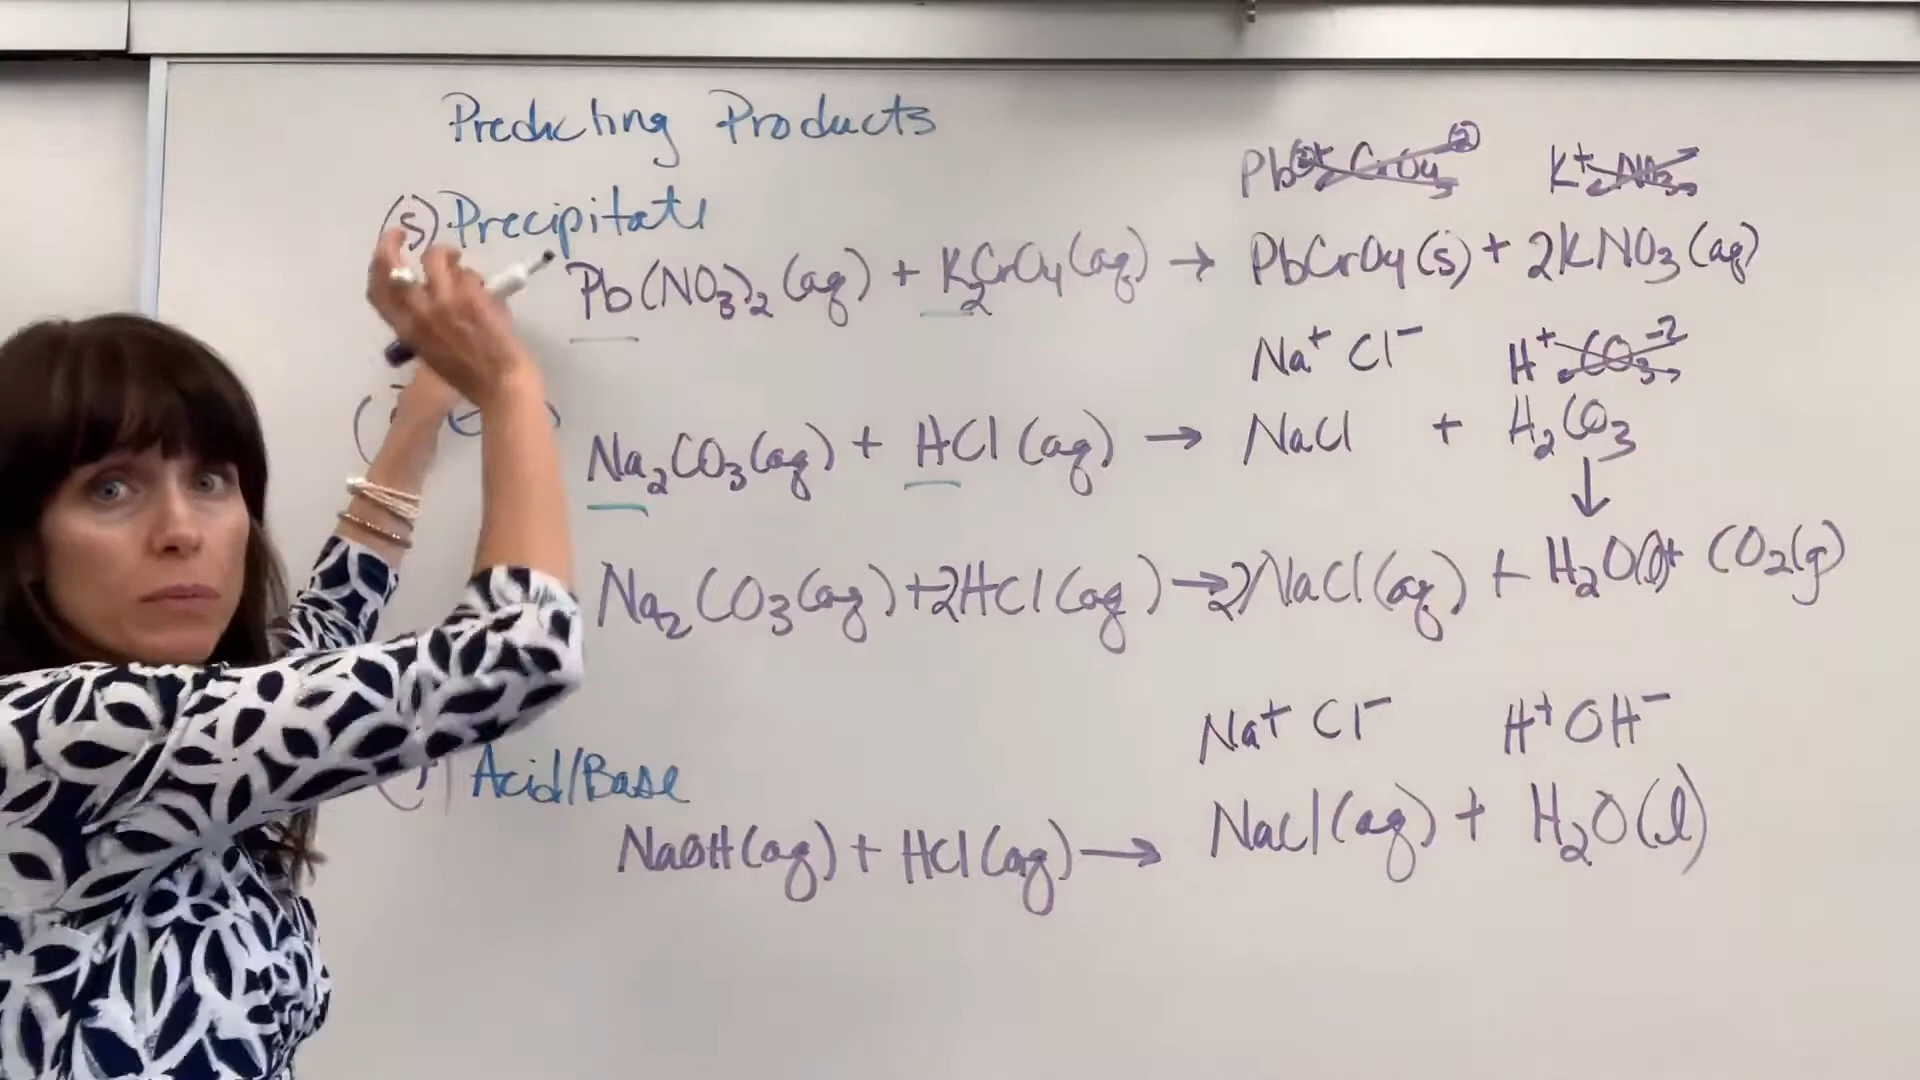 Predicting Products
Pb²⁺ CrO₄ ² K⁺ NO₃⁻
(s) Precipitate
Pb(NO₃)₂ (aq) + K₂CrO₄ (aq) → PbCrO₄ (s) + 2KNO₃ (aq)
Na⁺ Cl⁻ H⁺ CO₃⁻²
Na₂CO₃ (aq) + HCl (aq) → NaCl + H₂CO₃
↓
Na₂CO₃ (aq) + 2HCl (aq) → 2NaCl (aq) + H₂O(l) + CO₂(g)
Na⁺ Cl⁻ H⁺ OH⁻
Acid/Base
NaOH (aq) + HCl (aq) → NaCl (aq) + H₂O(l)